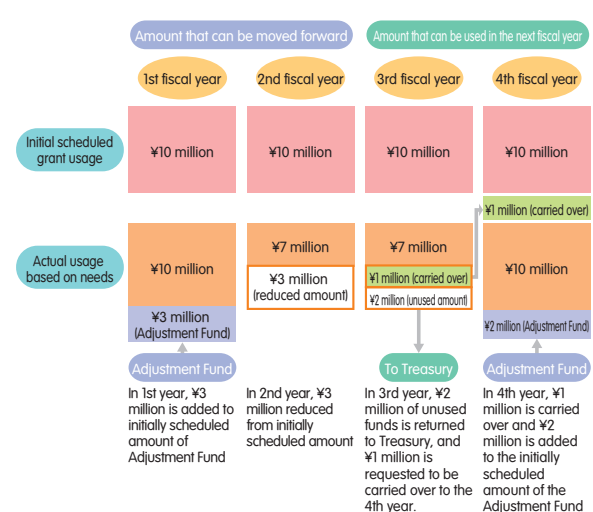 Amount that can be moved forward
Amount that can be used in the next fiscal year
1st fiscal year
2nd fiscal year
3rd fiscal year
4th fiscal year
Initial scheduled
grant usage
¥10 million
¥10 million
¥10 million
¥10 million
¥1 million (carried over)
Actual usage
based on needs
¥10 million
¥3 million
(Adjustment Fund)
¥7 million
¥3 million
(reduced amount)
¥7 million
¥1 million (carried over)
¥2 million (unused amount)
¥10 million
¥2 million (Adjustment Fund)
Adjustment Fund
To Treasury
Adjustment Fund
In 1st year, ¥3
million is added to
initially scheduled
amount of
Adjustment Fund
In 2nd year, ¥3
million reduced
from initially
scheduled amount
In 3rd year, ¥2
million of unused
funds is returned
to Treasury, and
¥1 million is
requested to be
carried over to the
4th year.
In 4th year, ¥1
million is carried
over and ¥2
million is added
to the initially
scheduled
amount of the
Adjustment Fund